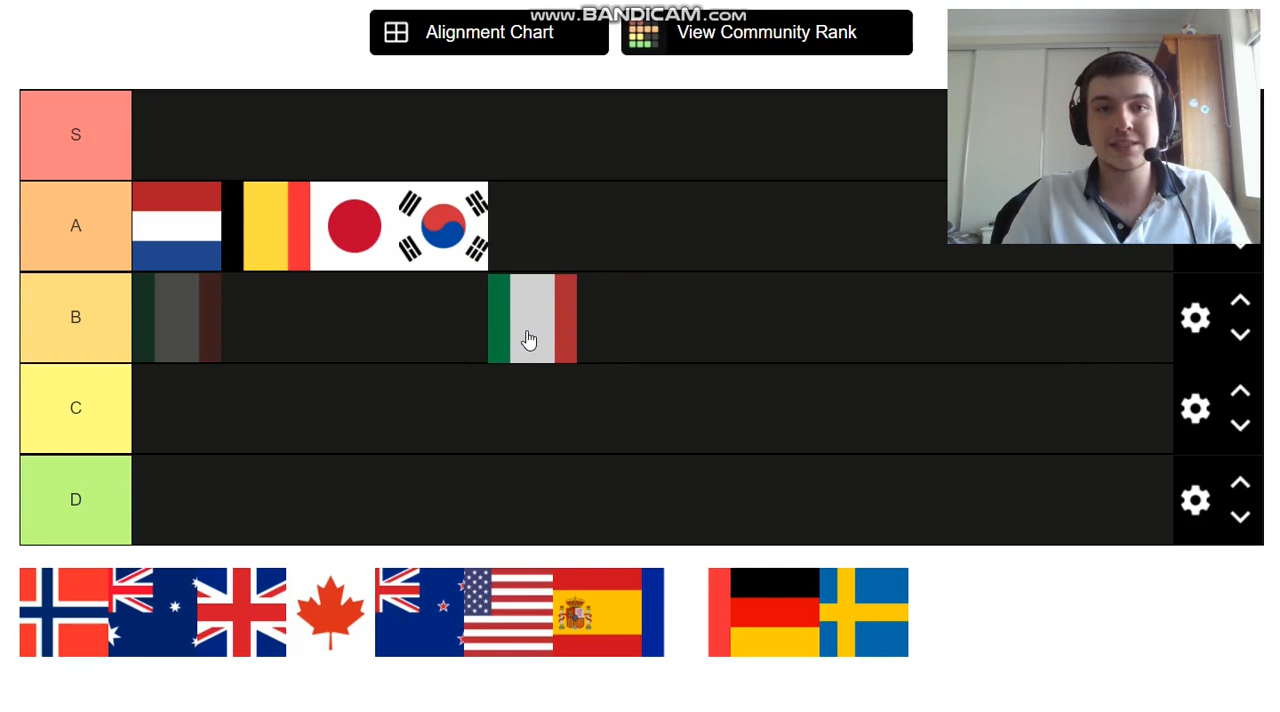 www.BANDICAM.com
Alignment Chart
View Community Rank
S
A
B
C
D